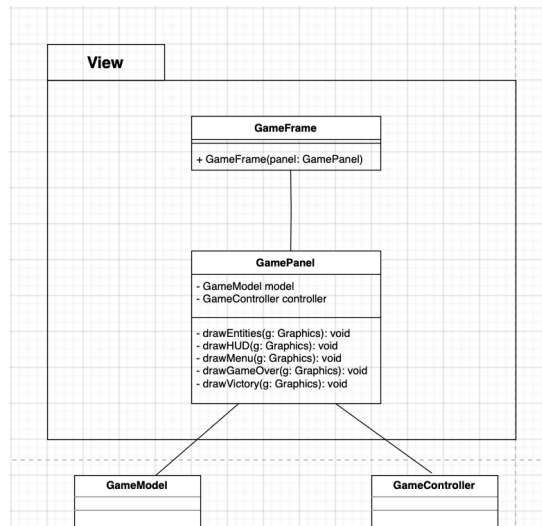 View
GameFrame
+ GameFrame(panel: GamePanel)
GamePanel
- GameModel model
- GameController controller
- drawEntities(g: Graphics): void
- drawHUD(g: Graphics): void
- drawMenu(g: Graphics): void
- drawGameOver(g: Graphics): void
- drawVictory(g: Graphics): void
GameModel
GameController